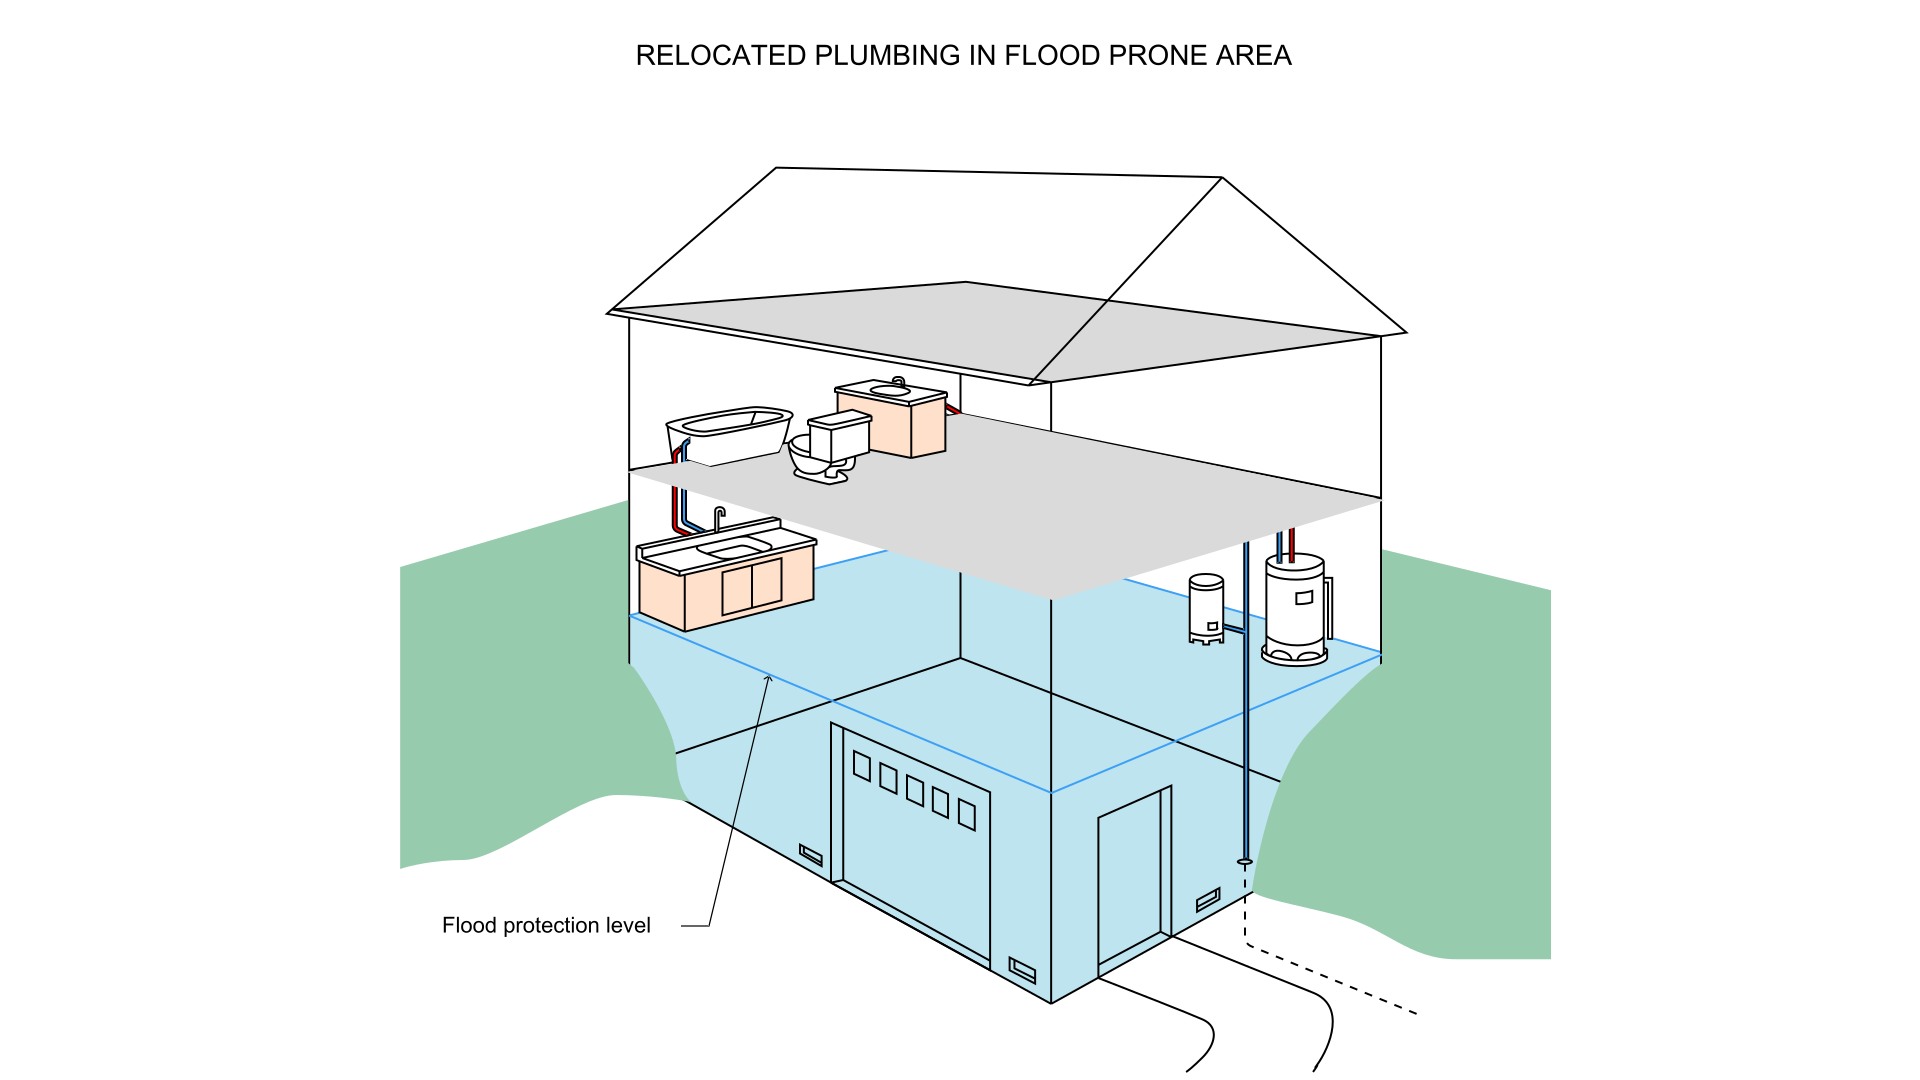 RELOCATED PLUMBING IN FLOOD PRONE AREA
Flood protection level